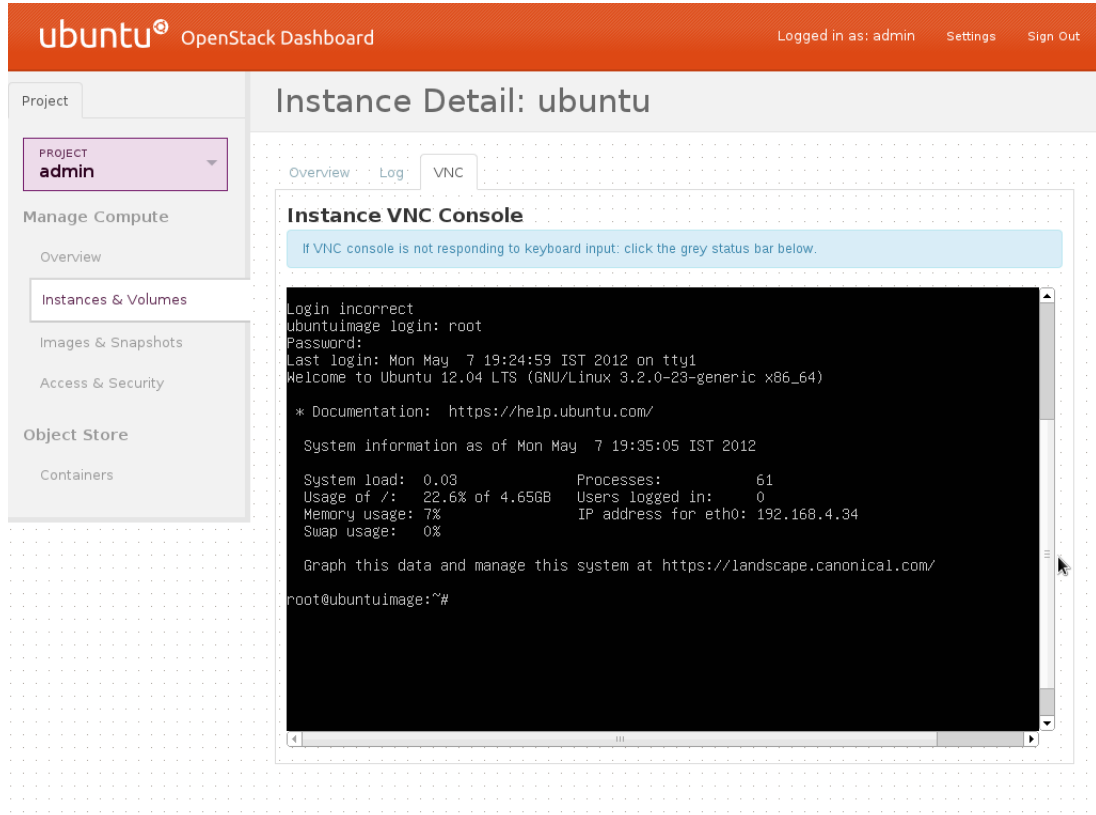 ubuntu OpenStack Dashboard
Logged in as: admin Settings Sign Out
Project
Instance Detail: ubuntu
PROJECT
admin
Manage Compute
Overview
Instances & Volumes
Images & Snapshots
Access & Security
Object Store
Containers
Overview Log VNC
Instance VNC Console
If VNC console is not responding to keyboard input: click the grey status bar below.
Login incorrect
ubuntuimage login: root
Password:
Last login: Mon May  7 19:24:59 IST 2012 on tty1
Welcome to Ubuntu 12.04 LTS (GNU/Linux 3.2.0-23-generic x86_64)
* Documentation:  https://help.ubuntu.com/
System information as of Mon May  7 19:35:05 IST 2012
System load:  0.03 Processes: 61
Usage of /:  22.6% of 4.65GB Users logged in: 0
Memory usage: 7% IP address for eth0: 192.168.4.34
Swap usage:  0%
Graph this data and manage this system at https://landscape.canonical.com/
root@ubuntuimage:~#